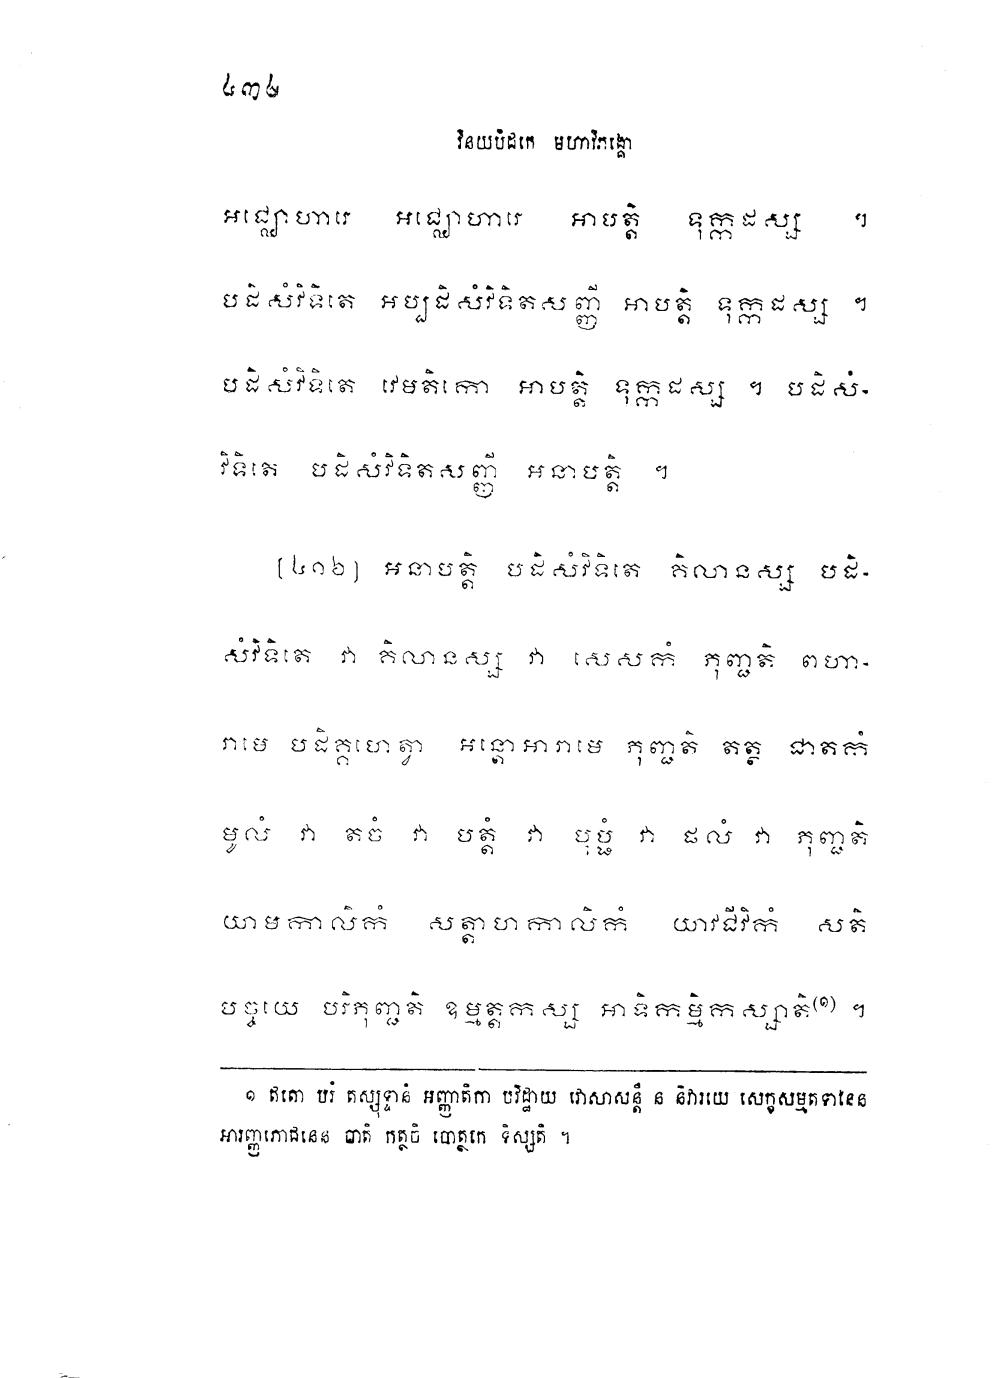 ៤៣៤
វិនយបិដកេ មហាវិភង្គោ
អជ្ឈោហារេ អជ្ឈោហារេ អាបត្តិ ទុក្កដស្ស ។
បដិសំវិទិតេ អប្បដិសំវិទិតសញ្ញី អាបត្តិ ទុក្កដស្ស ។
បដិសំវិទិតេ វេមតិកោ អាបត្តិ ទុក្កដស្ស ។ បដិសំ-
វិទិតេ បដិសំវិទិតសញ្ញី អនាបត្តិ ។
[៤១៦] អនាបត្តិ បដិសំវិទិតេ គិលានស្ស បដិ-
សំវិទិតេ វា គិលានស្ស វា សេសកំ ភុញ្ជតិ ពហា-
រាមេ បដិគ្គហេត្វា អន្តោអារាមេ ភុញ្ជតិ តត្ថ ជាតកំ
មូលំ វា តចំ វា បត្តំ វា បុប្ផំ វា ផលំ វា ភុញ្ជតិ
យាមកាលិកំ សត្តាហកាលិកំ យាវជីវិកំ សតិ
បច្ចយេ បរិភុញ្ជតិ ឧម្មត្តកស្ស អាទិកម្មិកស្សាតិ(១) ។
១ ឥតោ បរំ តស្សុទ្ទានំ អញ្ញាតិកា បវិដ្ឋាយ វោសាសន្តី ន និវារយេ សេក្ខសម្មតទានេន
អារញ្ញកោដនេន បាតិ កត្ថចិ បោត្ថកេ ទិស្សតិ ។